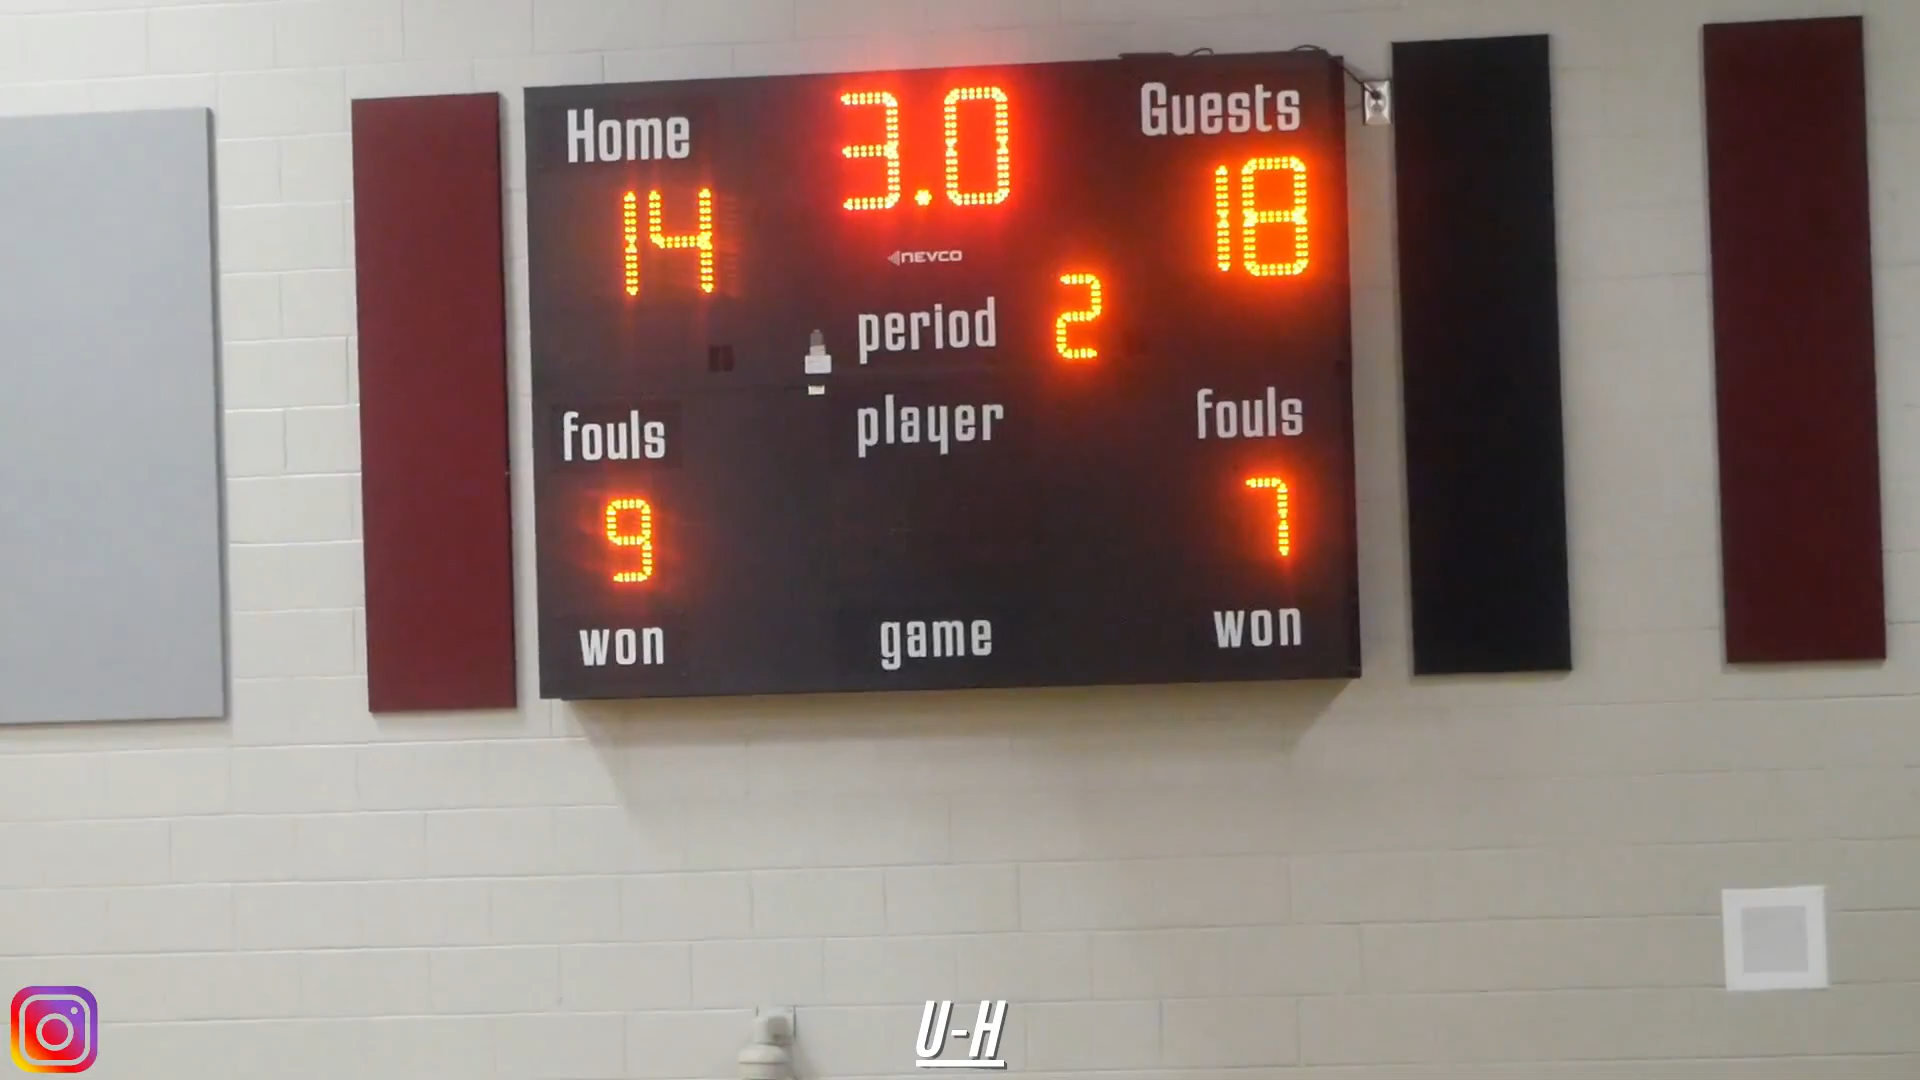 Home 3.0 Guests
14 18
NEVCO
period 2
fouls player fouls
9 7
won game won
U-H